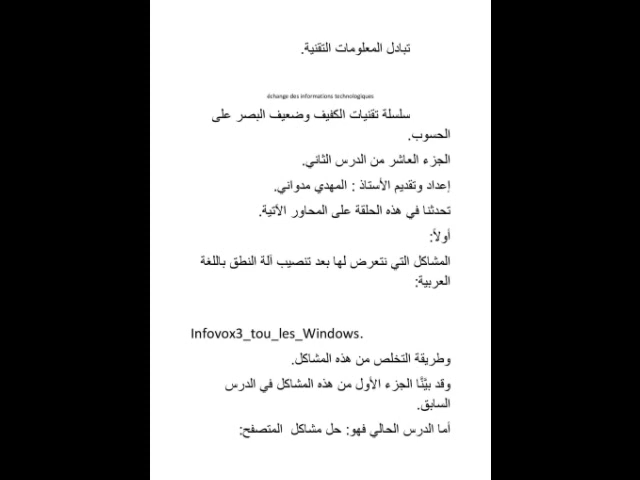 تبادل المعلومات التقنية.
échange des informations technologiques
سلسلة تقنيات الكفيف وضعيف البصر على
الحسوب.
الجزء العاشر من الدرس الثاني.
إعداد وتقديم الأستاذ : المهدي مدواني.
تحدثنا في هذه الحلقة على المحاور الآتية.
أولاً:
المشاكل التي نتعرض لها بعد تنصيب آلة النطق باللغة
العربية:
Infovox3_tou_les_Windows.
وطريقة التخلص من هذه المشاكل.
وقد بيّنَّا الجزء الأول من هذه المشاكل في الدرس
السابق.
أما الدرس الحالي فهو: حل مشاكل المتصفح: